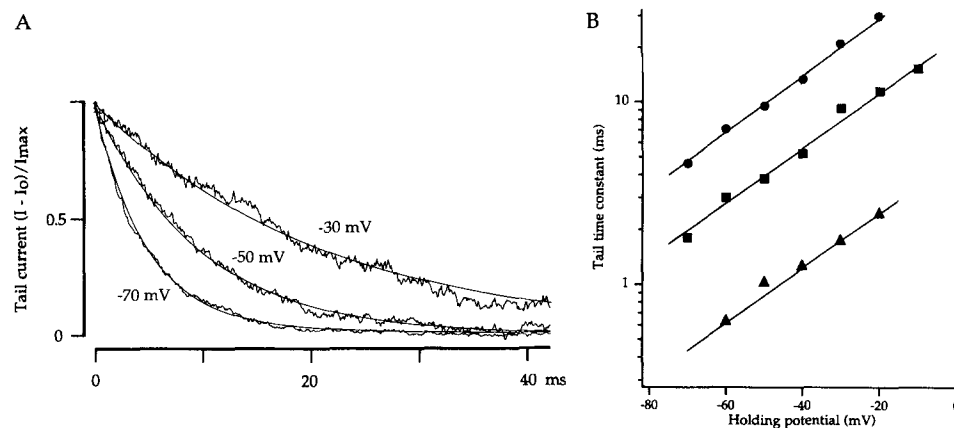 A
Tail current (I - I₀)/Imax
0.5
0
-30 mV
-50 mV
-70 mV
0
20
40 ms
B
Tail time constant (ms)
10
1
-80
-60
-40
-20
Holding potential (mV)